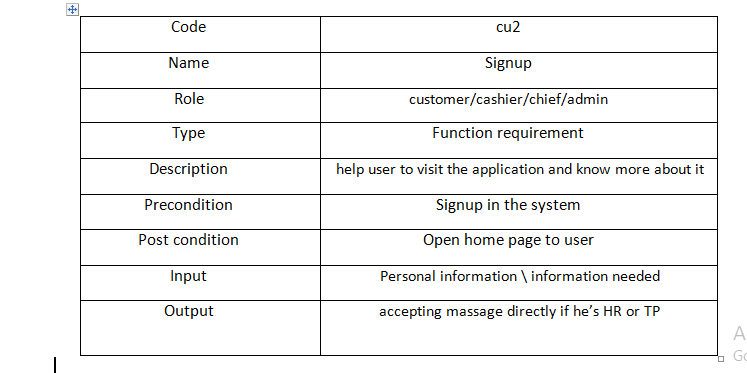 Code cu2
Name Signup
Role customer/cashier/chief/admin
Type Function requirement
Description help user to visit the application and know more about it
Precondition Signup in the system
Post condition Open home page to user
Input Personal information \ information needed
Output accepting massage directly if he’s HR or TP